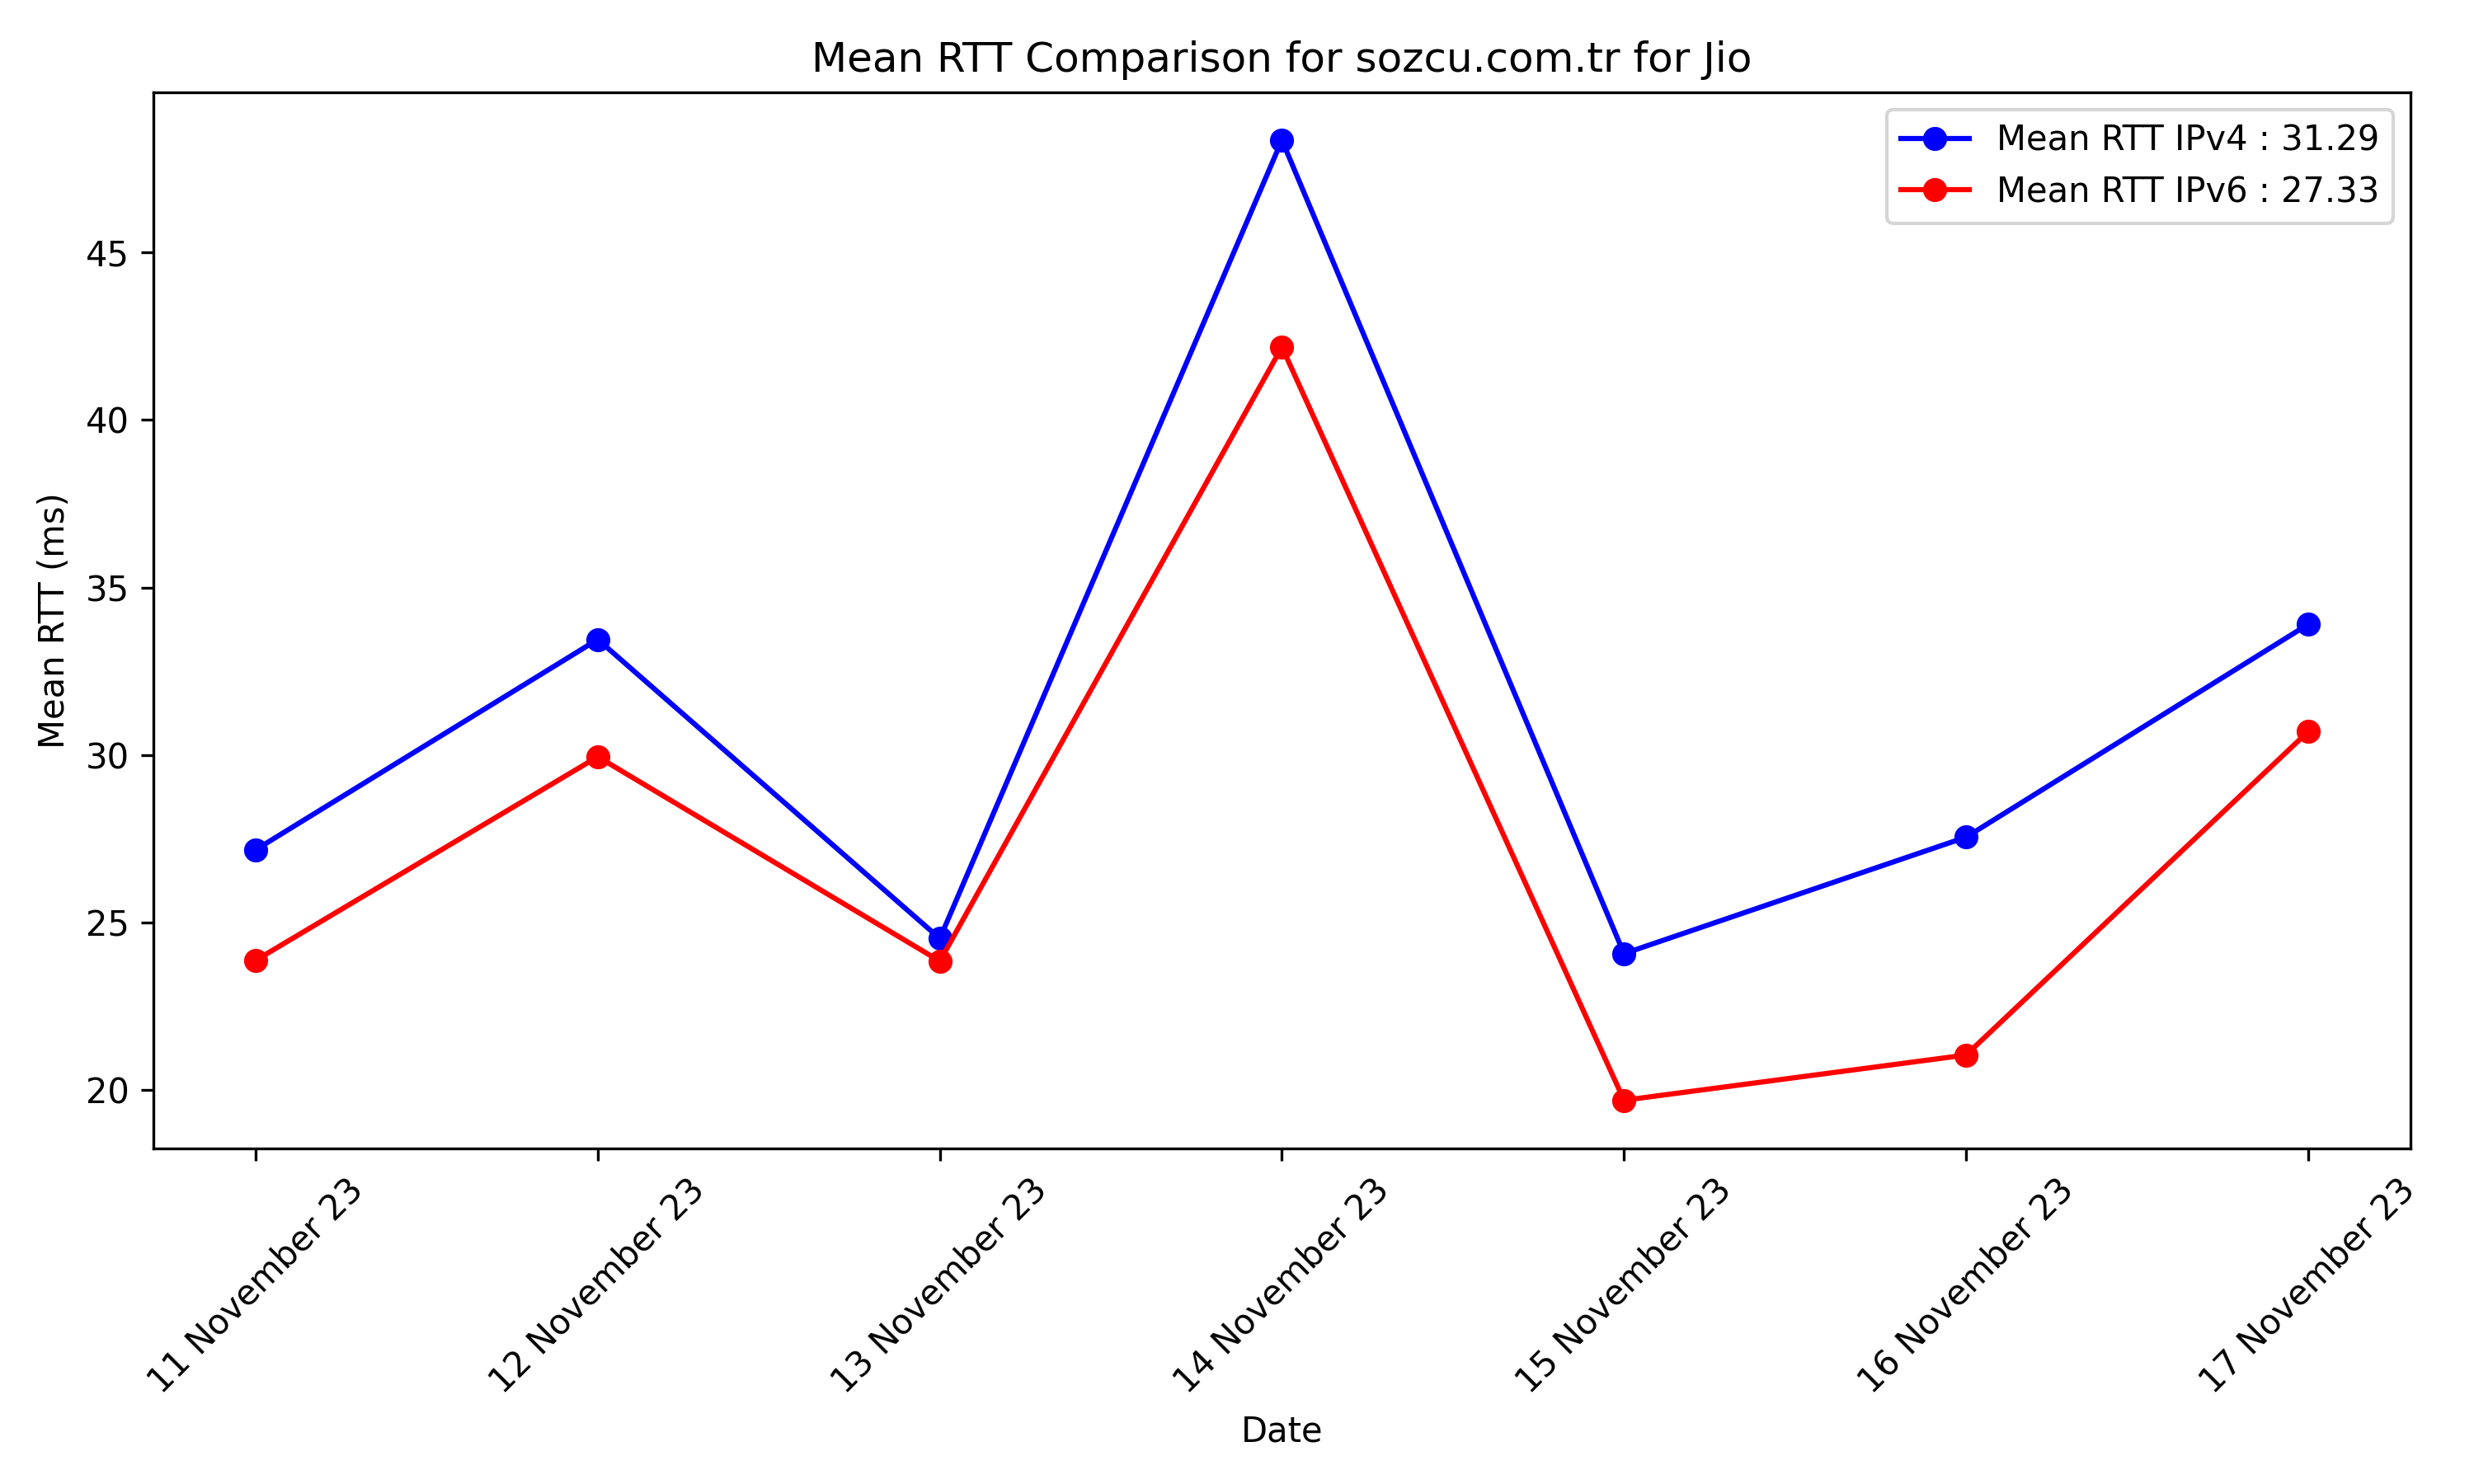 Mean RTT Comparison for sozcu.com.tr for Jio
Mean RTT IPv4 : 31.29
Mean RTT IPv6 : 27.33
Mean RTT (ms)
45
40
35
30
25
20
11 November 23
12 November 23
13 November 23
14 November 23
15 November 23
16 November 23
17 November 23
Date